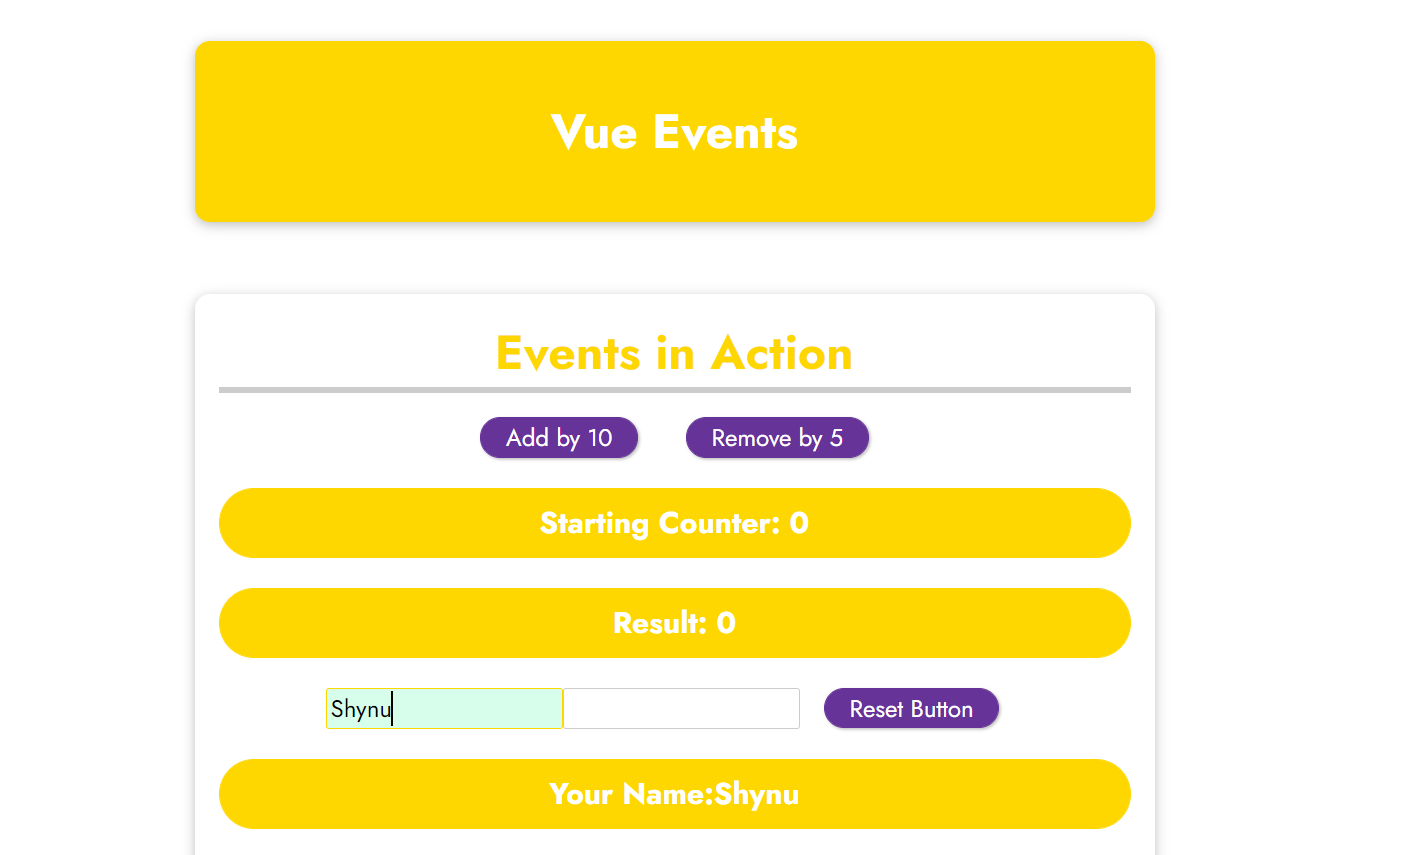 Vue Events
Events in Action
Add by 10 Remove by 5
Starting Counter: 0
Result: 0
Shynu Reset Button
Your Name:Shynu